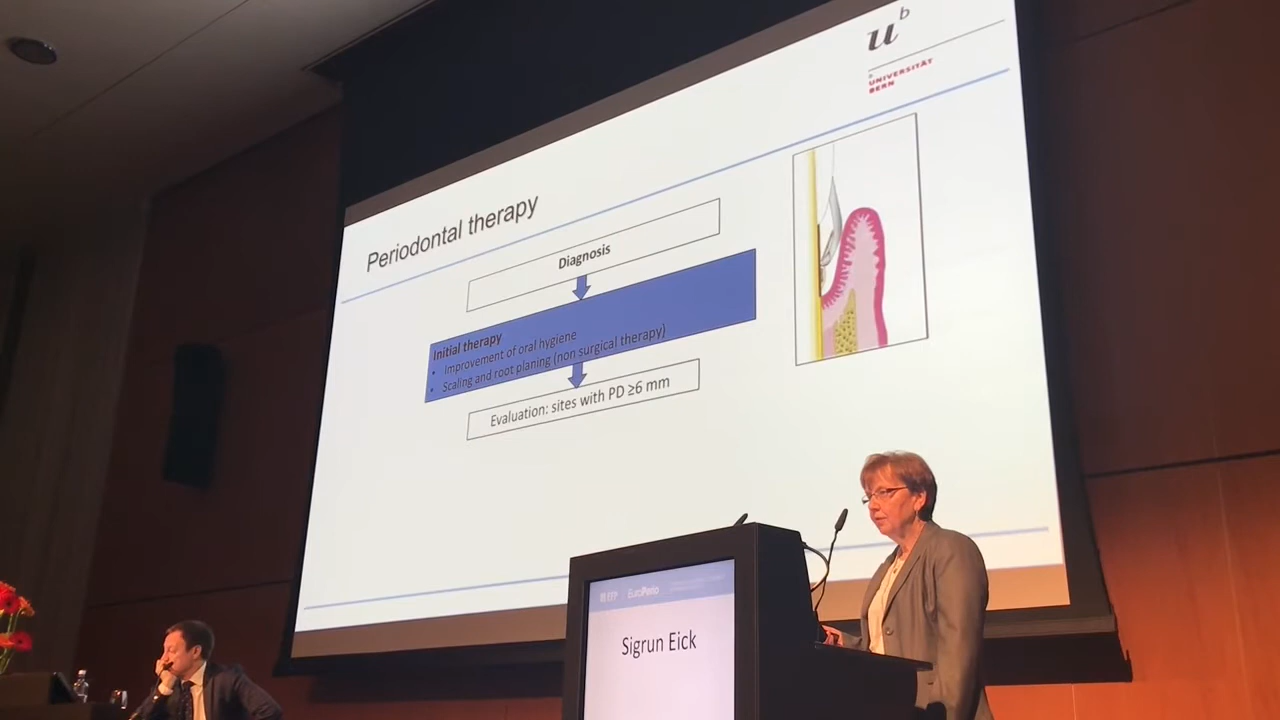 u b
b
UNIVERSITÄT
BERN
Periodontal therapy
Diagnosis
Initial therapy
• Improvement of oral hygiene
• Scaling and root planing (non surgical therapy)
Evaluation: sites with PD ≥6 mm
EFP EuroPerio
Sigrun Eick